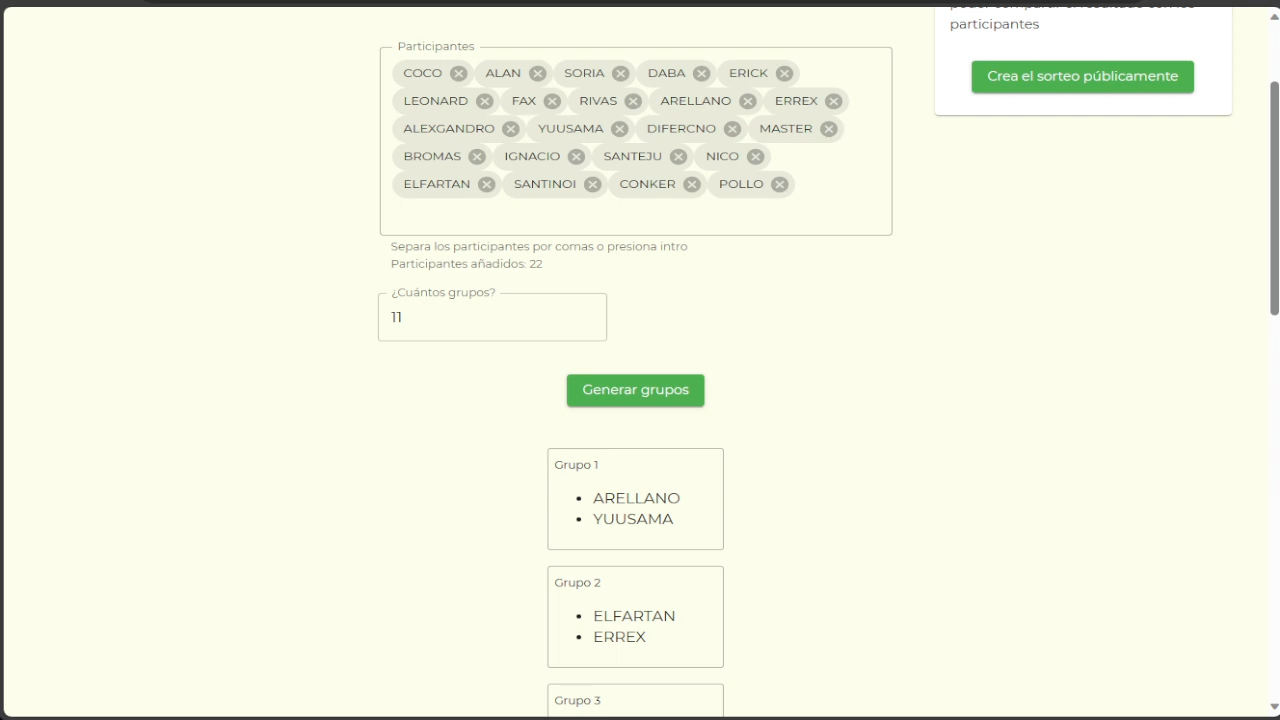 participantes
Crea el sorteo públicamente
Participantes
COCO ALAN SORIA DABA ERICK
LEONARD FAX RIVAS ARELLANO ERREX
ALEXGANDRO YUUSAMA DIFERCNO MASTER
BROMAS IGNACIO SANTEJU NICO
ELFARTAN SANTINOI CONKER POLLO
Separa los participantes por comas o presiona intro
Participantes añadidos: 22
¿Cuántos grupos?
11
Generar grupos
Grupo 1
ARELLANO
YUUSAMA
Grupo 2
ELFARTAN
ERREX
Grupo 3